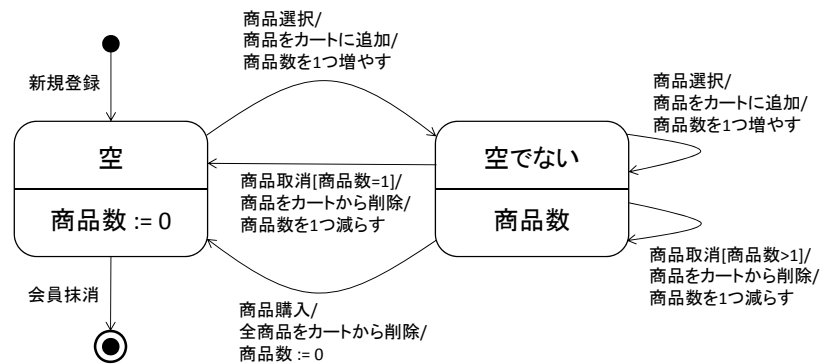 商品選択/
商品をカートに追加/
商品数を1つ増やす
新規登録
商品選択/
商品をカートに追加/
商品数を1つ増やす
空
空でない
商品取消[商品数=1]/
商品をカートから削除/
商品数を1つ減らす
商品数 := 0
商品数
商品取消[商品数>1]/
商品をカートから削除/
商品数を1つ減らす
会員抹消
商品購入/
全商品をカートから削除/
商品数 := 0